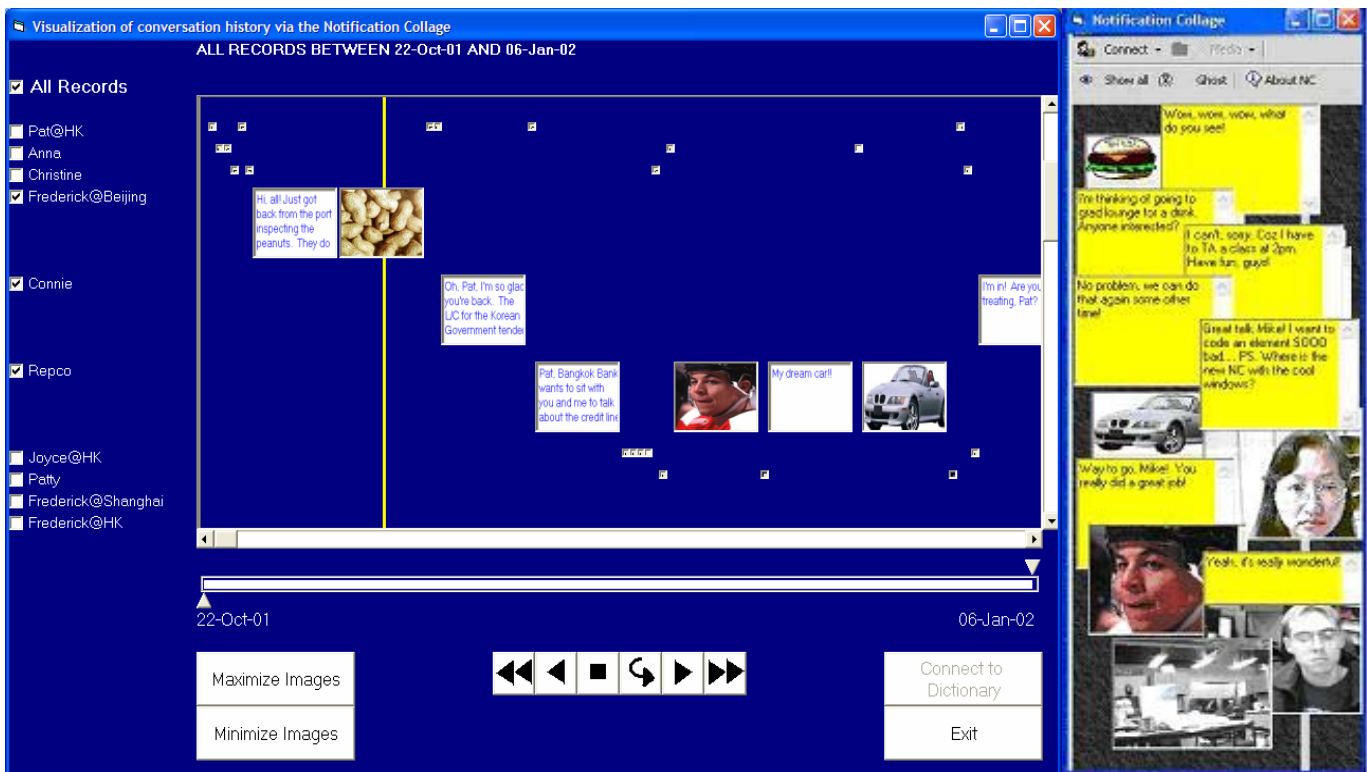 Visualization of conversation history via the Notification Collage
ALL RECORDS BETWEEN 22-Oct-01 AND 06-Jan-02
All Records
Pat@HK
Anna
Christine
Frederick@Beijing
Connie
Repco
Joyce@HK
Patty
Frederick@Shanghai
Frederick@HK
Hi, all! Just got
back from the port
inspecting the
peanuts. They do
Oh, Pat, I'm so glad
you're back. The
L/C for the Korean
Government tender
I'm in! Are you
treating, Pat?
Pat, Bangkok Bank
wants to sit with
you and me to talk
about the credit line
My dream car!!
22-Oct-01
06-Jan-02
Maximize Images
Minimize Images
Connect to
Dictionary
Exit
Notification Collage
Connect
Media
Show all
Ghost
About NC
Wow, wow, wow, what
do you see!
I'm thinking of going to
grad lounge for a drink.
Anyone interested?
I can't, sorry. Coz I have
to TA a class at 2pm.
Have fun, guys!
No problem, we can do
that again some other
time!
Great talk, Mike! I want to
code an element SOOO
bad... PS. Where is the
new NC with the cool
windows?
Way to go, Mike! You
really did a great job!
Yeah, it's really wonderful!